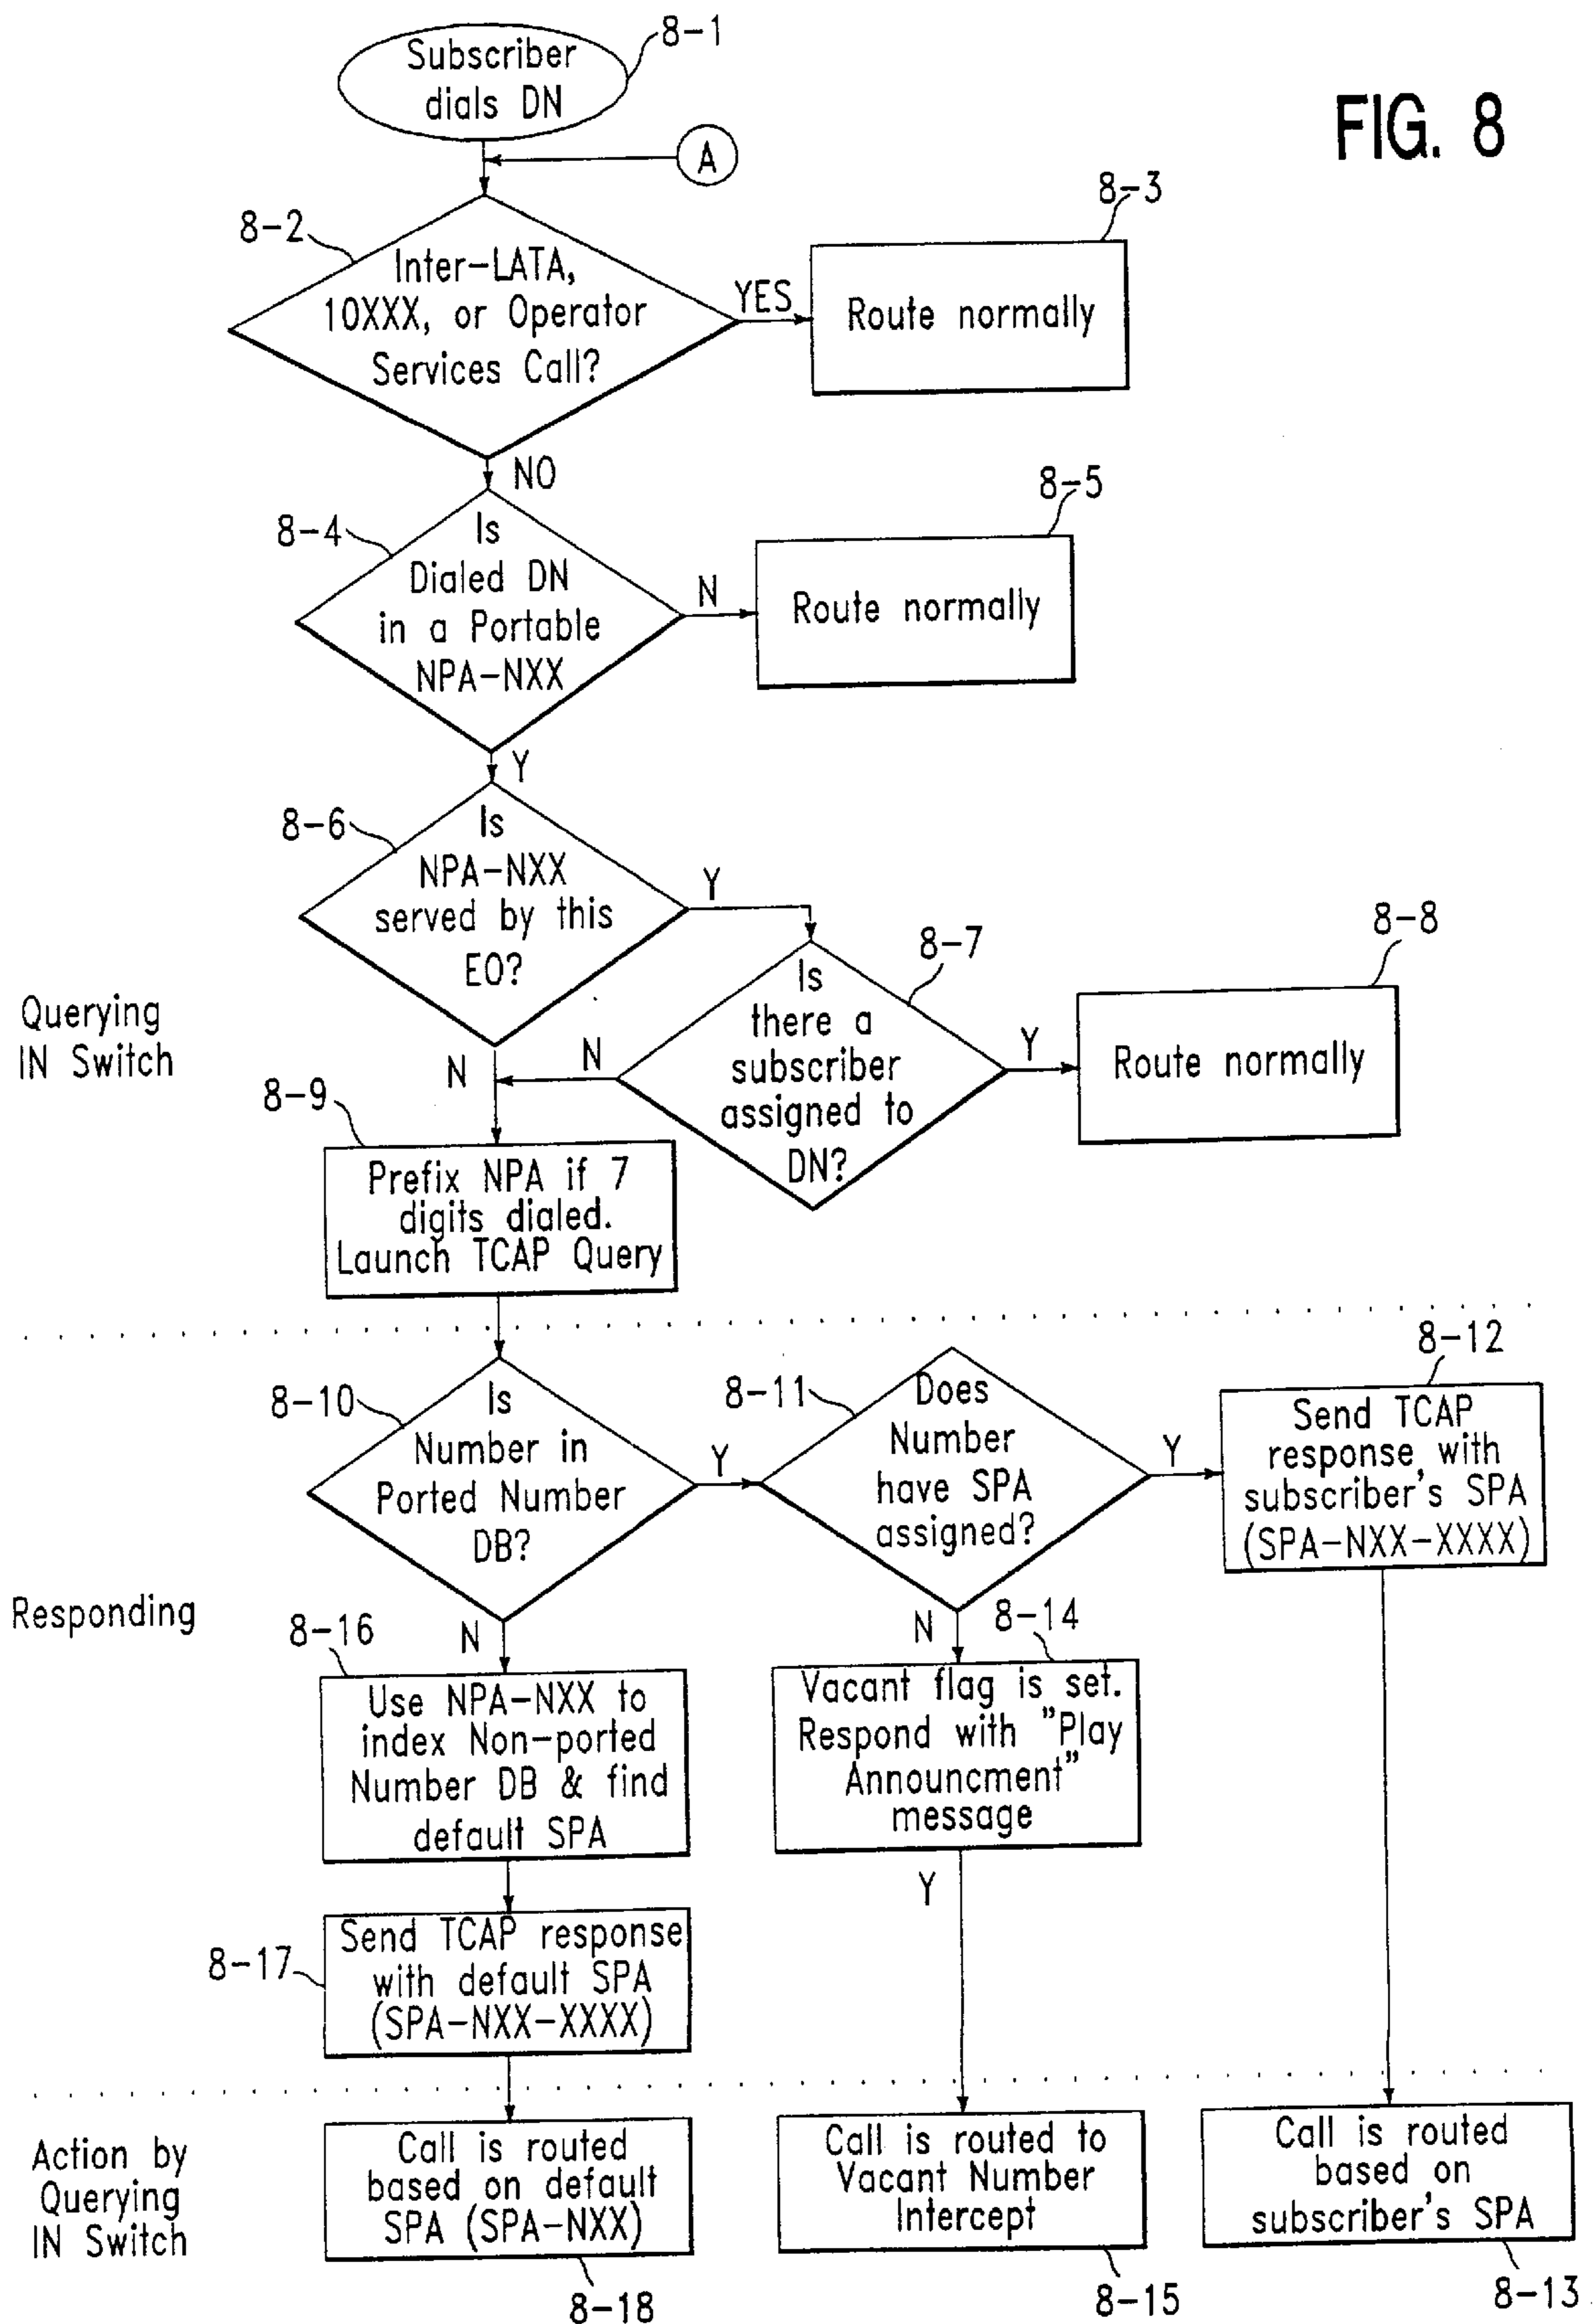 FIG. 8
8-1
Subscriber
dials DN
A
8-2
Inter-LATA,
10XXX, or Operator
Services Call?
YES
8-3
Route normally
NO
8-4
Is
Dialed DN
in a Portable
NPA-NXX
N
8-5
Route normally
Y
8-6
Is
NPA-NXX
served by this
EO?
Y
8-7
Is
there a
subscriber
assigned to
DN?
Y
8-8
Route normally
Querying
IN Switch
N
N
8-9
Prefix NPA if 7
digits dialed.
Launch TCAP Query
8-10
Is
Number in
Ported Number
DB?
Y
8-11
Does
Number
have SPA
assigned?
Y
8-12
Send TCAP
response, with
subscriber's SPA
(SPA-NXX-XXXX)
Responding
N
8-16
Use NPA-NXX to
index Non-ported
Number DB & find
default SPA
N
8-14
Vacant flag is set.
Respond with "Play
Announcment"
message
Y
8-17
Send TCAP response
with default SPA
(SPA-NXX-XXXX)
Action by
Querying
IN Switch
Call is routed
based on default
SPA (SPA-NXX)
8-18
Call is routed to
Vacant Number
Intercept
8-15
Call is routed
based on
subscriber's SPA
8-13